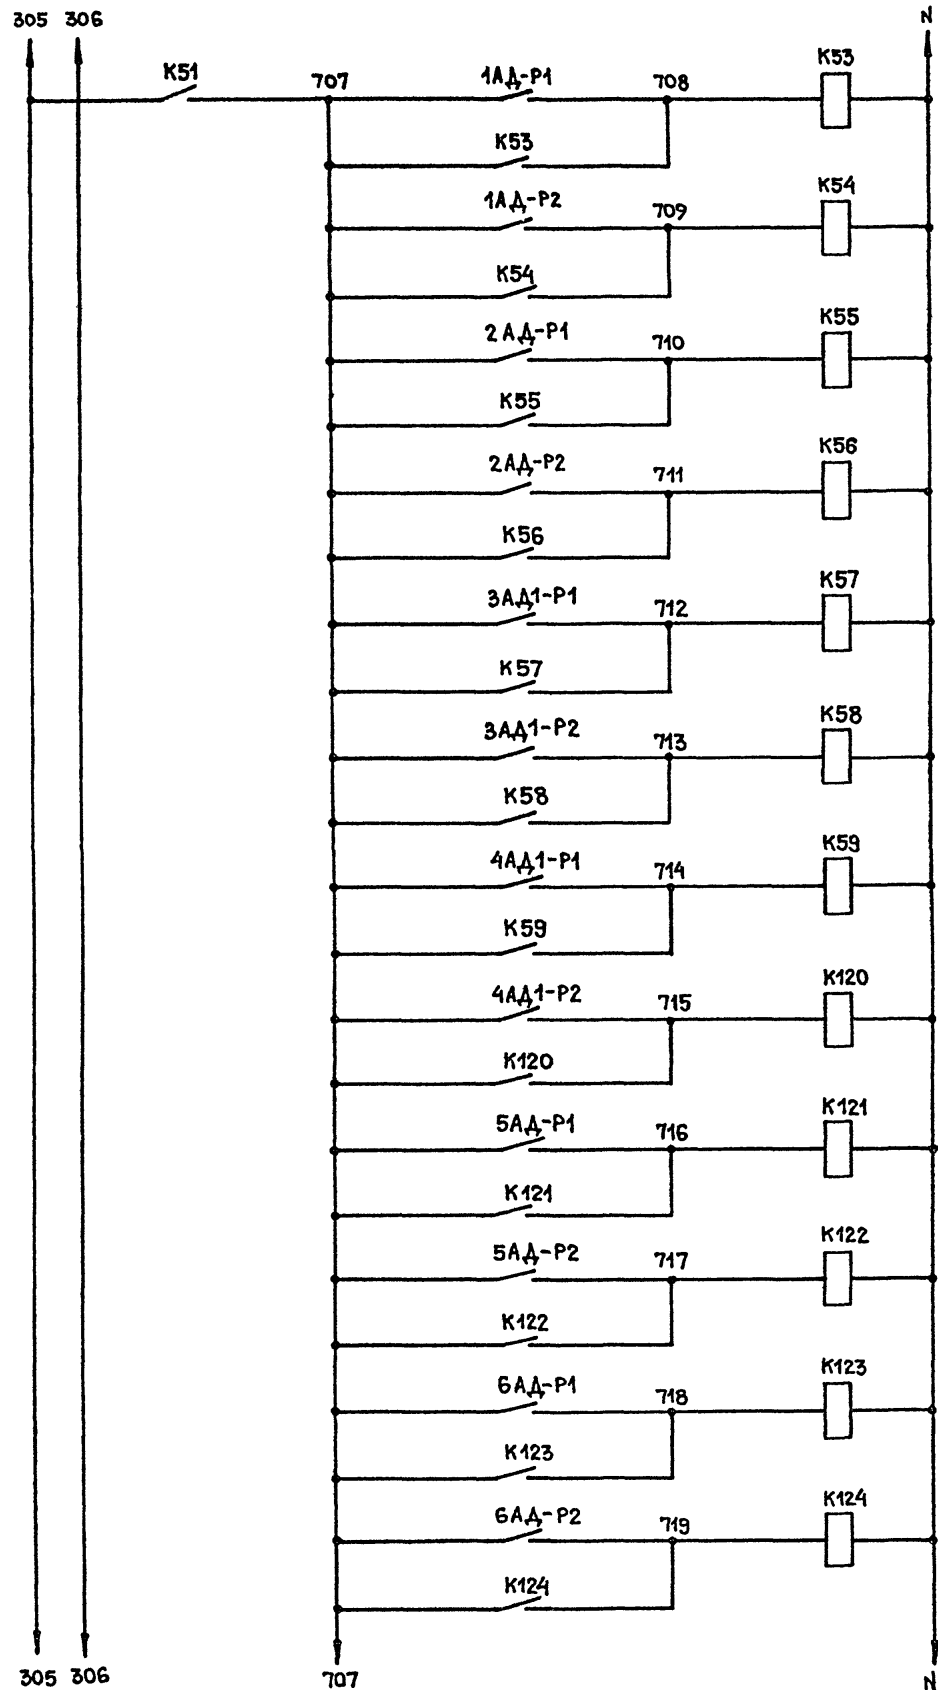 305 306 N
K51 707 1АД-Р1 708 K53
K53
1АД-Р2 709 K54
K54
2АД-Р1 710 K55
K55
2АД-Р2 711 K56
K56
3АД1-Р1 712 K57
K57
3АД1-Р2 713 K58
K58
4АД1-Р1 714 K59
K59
4АД1-Р2 715 K120
K120
5АД-Р1 716 K121
K121
5АД-Р2 717 K122
K122
6АД-Р1 718 K123
K123
6АД-Р2 719 K124
K124
305 306 707 N